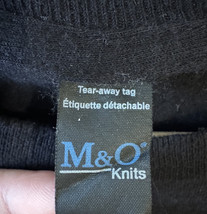 Tear-away tag
Étiquette détachable
M&O®
Knits